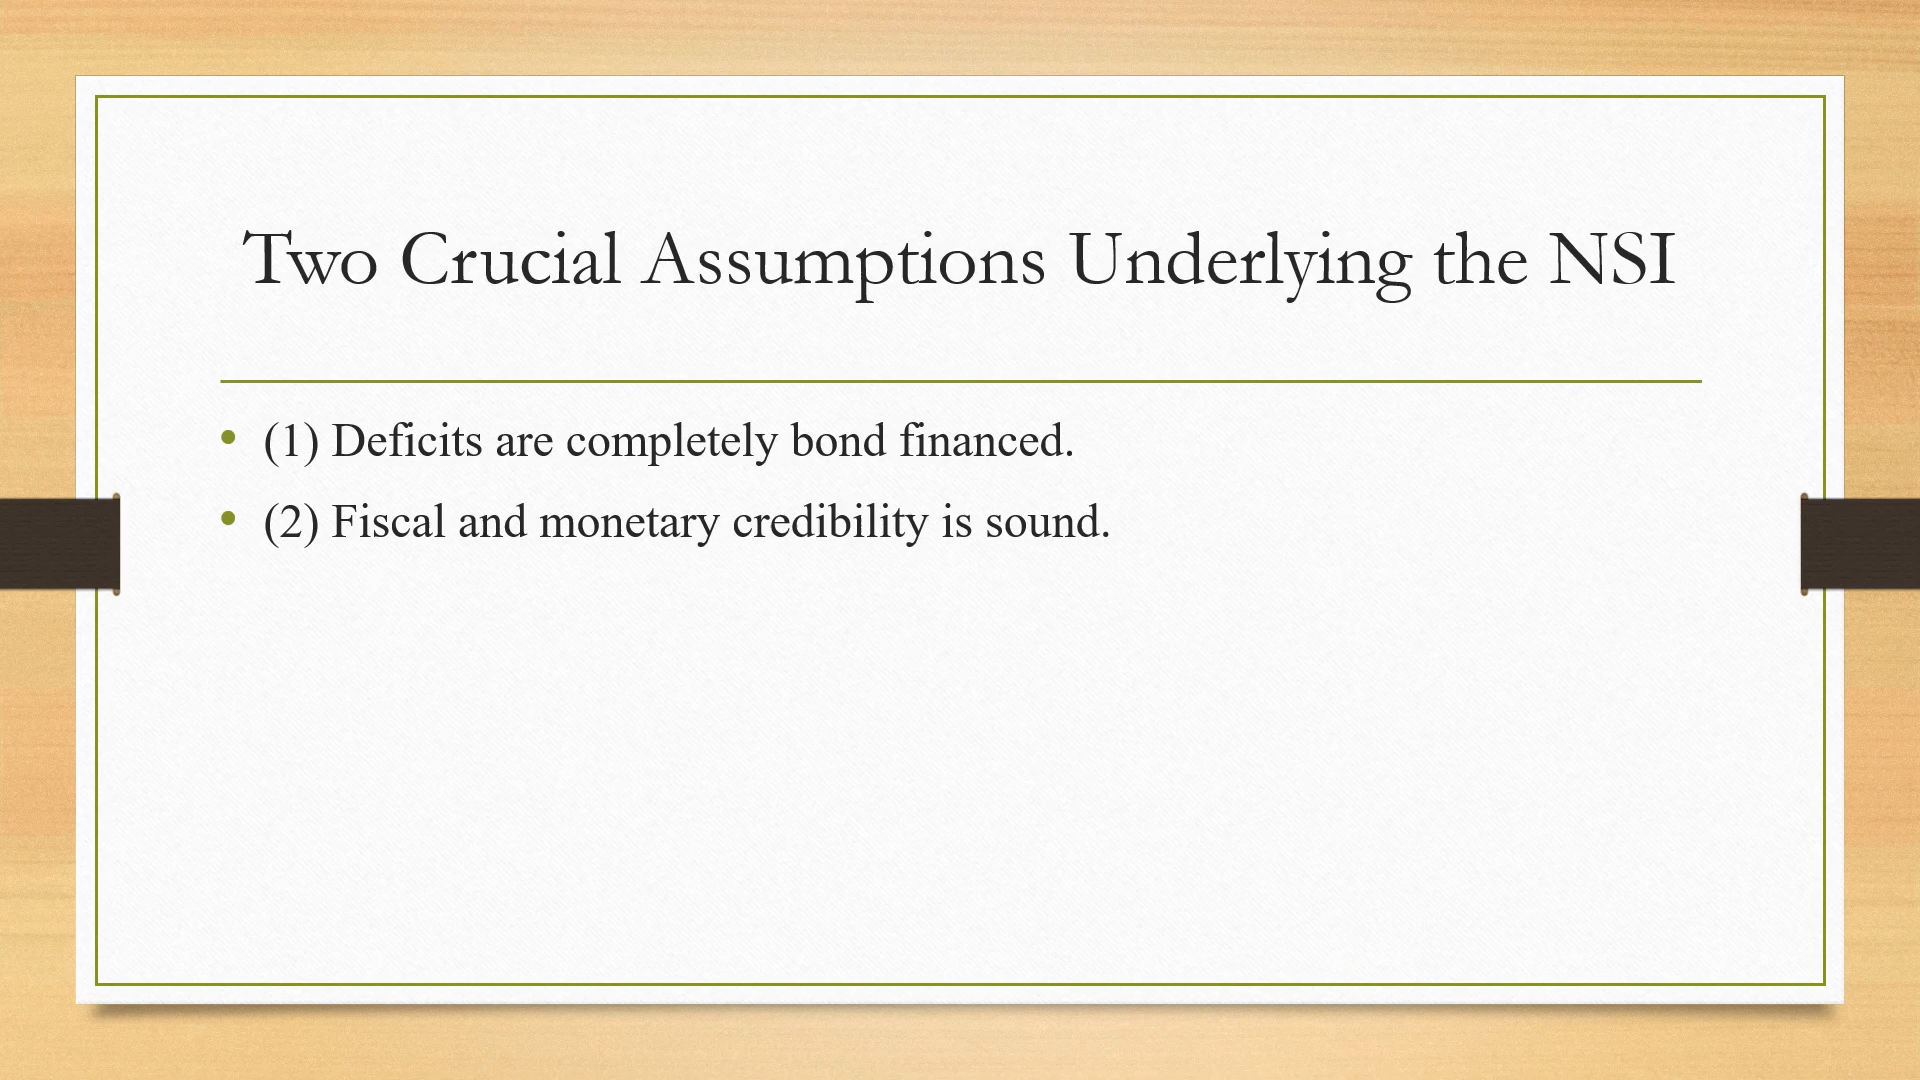 Two Crucial Assumptions Underlying the NSI
• (1) Deficits are completely bond financed.
• (2) Fiscal and monetary credibility is sound.